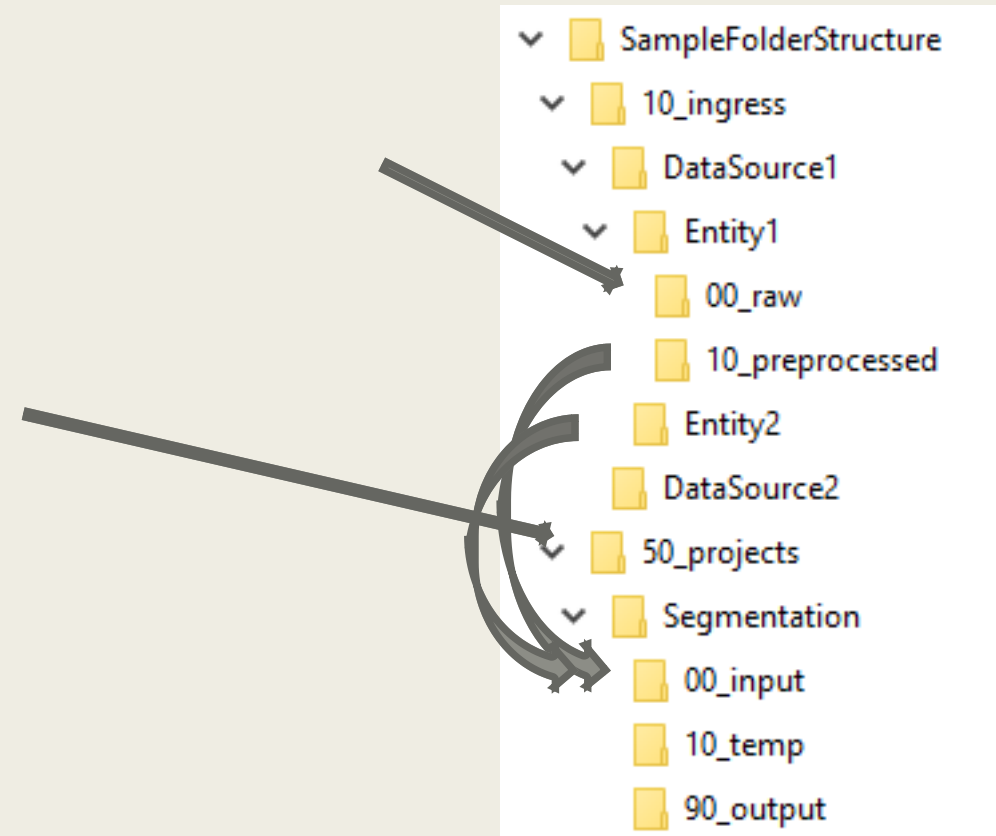 SampleFolderStructure
10_ingress
DataSource1
Entity1
00_raw
10_preprocessed
Entity2
DataSource2
50_projects
Segmentation
00_input
10_temp
90_output